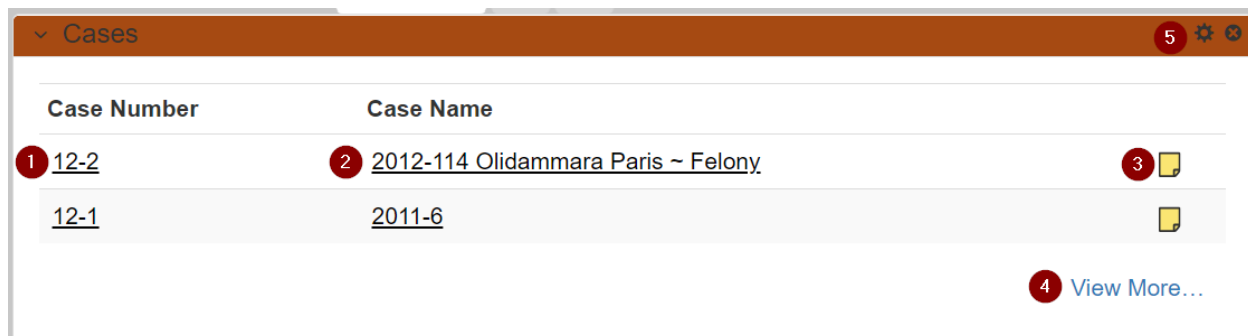 Cases 5
Case Number Case Name
1 12-2 2 2012-114 Olidammara Paris ~ Felony 3
12-1 2011-6
4 View More...